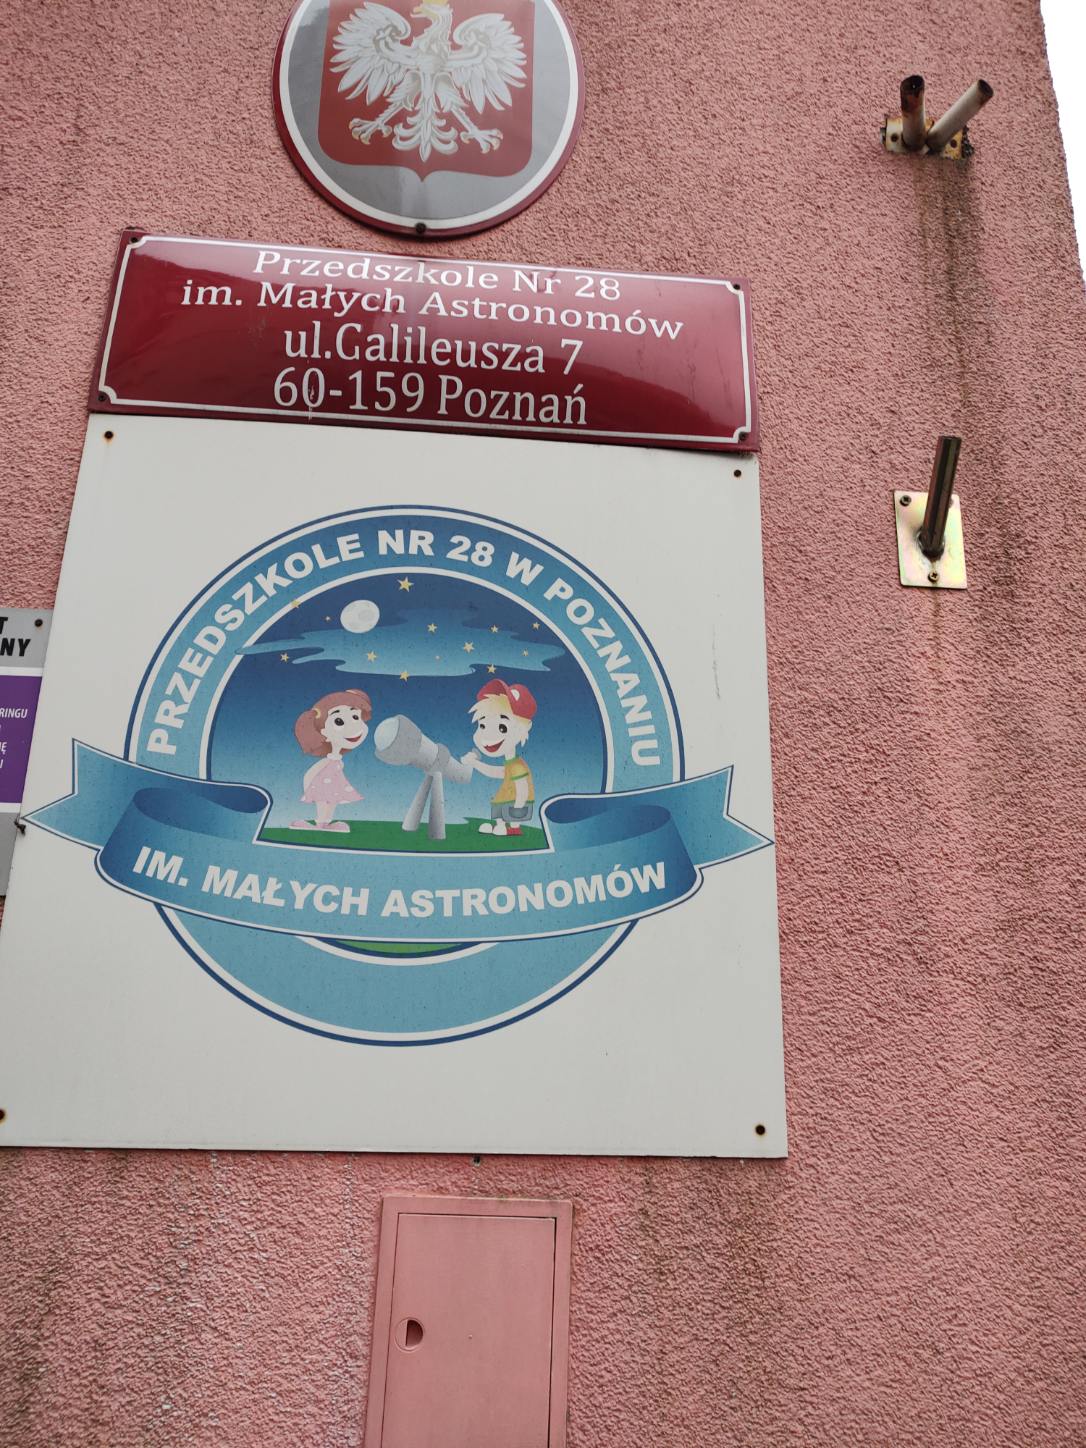 Przedszkole Nr 28
im. Małych Astronomów
ul.Galileusza 7
60-159 Poznań
PRZEDSZKOLE NR 28 W POZNANIU
IM. MAŁYCH ASTRONOMÓW